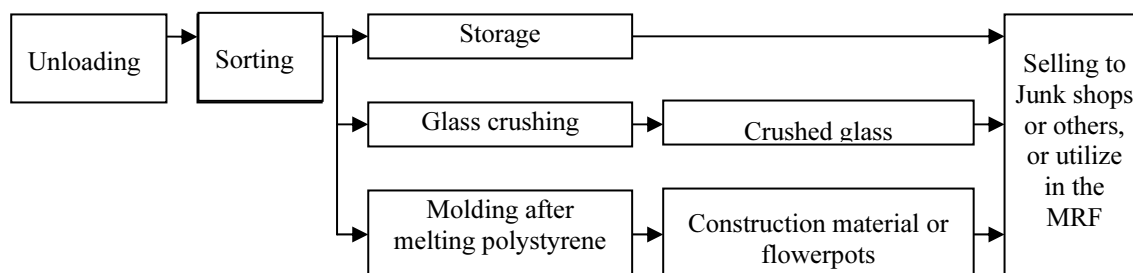 Unloading
Sorting
Storage
Glass crushing
Crushed glass
Molding after
melting polystyrene
Construction material or
flowerpots
Selling to
Junk shops
or others,
or utilize
in the
MRF